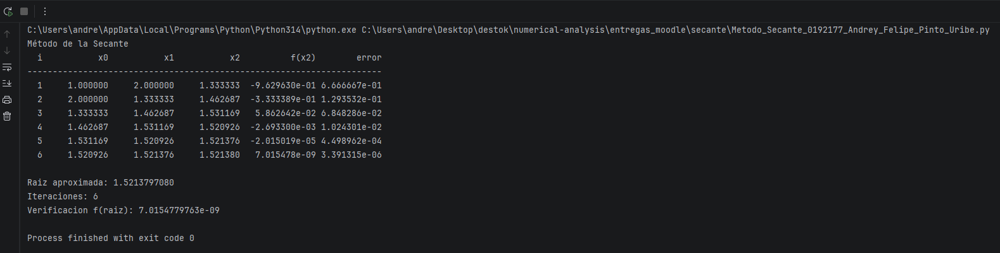 C:\Users\andre\AppData\Local\Programs\Python\Python314\python.exe C:\Users\andre\Desktop\destok\numerical-analysis\entregas_moodle\secante\Metodo_Secante_0192177_Andrey_Felipe_Pinto_Uribe.py
Método de la Secante
  i           x0           x1           x2          f(x2)        error
----------------------------------------------------------------------
  1     1.000000     2.000000     1.333333  -9.629630e-01 6.666667e-01
  2     2.000000     1.333333     1.462687  -3.333389e-01 1.293532e-01
  3     1.333333     1.462687     1.531169   5.862642e-02 6.848286e-02
  4     1.462687     1.531169     1.520926  -2.693300e-03 1.024301e-02
  5     1.531169     1.520926     1.521376  -2.015019e-05 4.498962e-04
  6     1.520926     1.521376     1.521380   7.015478e-09 3.391315e-06
Raiz aproximada: 1.5213797080
Iteraciones: 6
Verificacion f(raiz): 7.0154779763e-09
Process finished with exit code 0